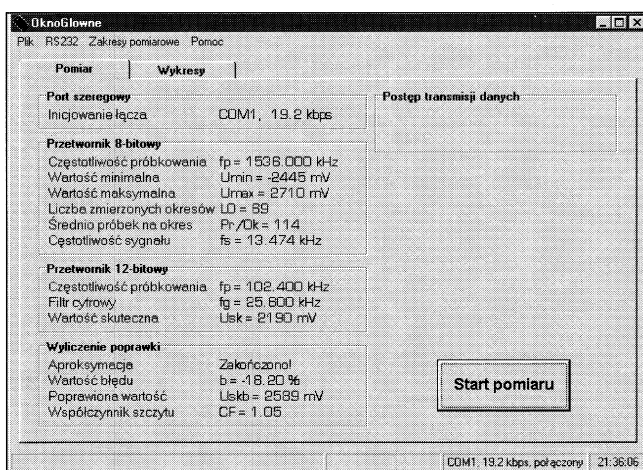 OknoGlowne
Plik RS232 Zakresy pomiarowe Pomoc
Pomiar Wykresy
Port szeregowy
Inicjowanie łącza COM1, 19.2 kbps
Postęp transmisji danych
Przetwornik 8-bitowy
Częstotliwość próbkowania fp = 1536.000 kHz
Wartość minimalna Umin = -2445 mV
Wartość maksymalna Umax = 2710 mV
Liczba zmierzonych okresów LO = 69
Średnio próbek na okres Pr/Ok = 114
Cęstotliwość sygnału fs = 13.474 kHz
Przetwornik 12-bitowy
Częstotliwość próbkowania fp = 102.400 kHz
Filtr cytrowy fg = 25.600 kHz
Wartość skuteczna Usk = 2190 mV
Wyliczenie poprawki
Aproksymacja Zakończono!
Wartość błędu b = -18.20 %
Poprawiona wartość Uskb = 2589 mV
Współczynnik szczytu CF = 1.05
Start pomiaru
COM1, 19.2 kbps, połączony 21:36:06